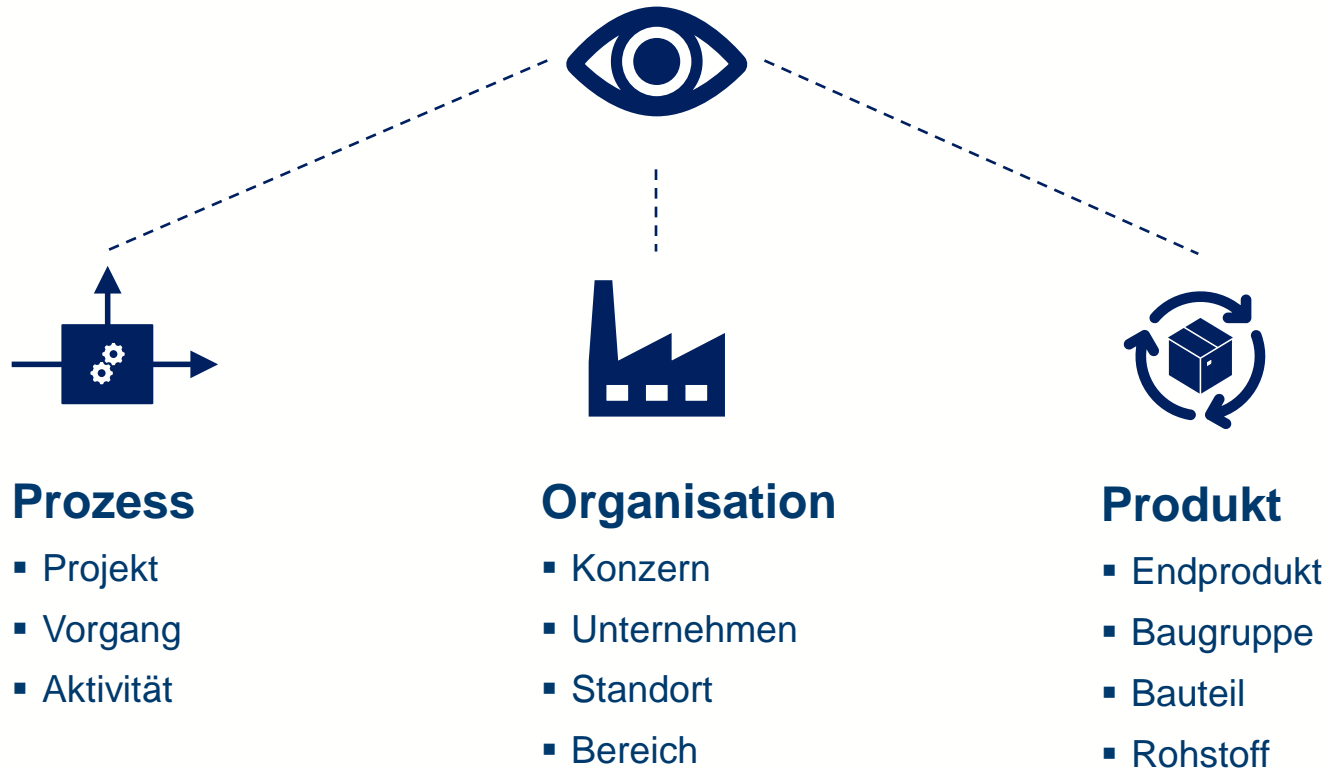 Prozess
▪ Projekt
▪ Vorgang
▪ Aktivität
Organisation
▪ Konzern
▪ Unternehmen
▪ Standort
▪ Bereich
Produkt
▪ Endprodukt
▪ Baugruppe
▪ Bauteil
▪ Rohstoff